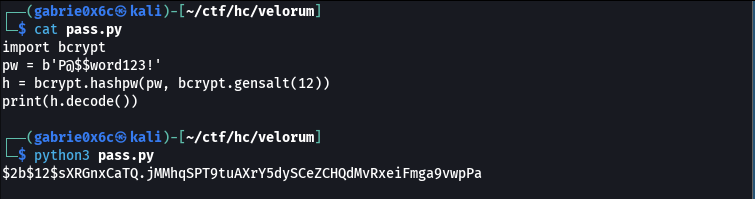 ┌──(gabrie0x6c㉿kali)-[~/ctf/hc/velorum]
└─$ cat pass.py
import bcrypt
pw = b'P@$$word123!'
h = bcrypt.hashpw(pw, bcrypt.gensalt(12))
print(h.decode())
┌──(gabrie0x6c㉿kali)-[~/ctf/hc/velorum]
└─$ python3 pass.py
$2b$12$sXRGnxCaTQ.jMMhqSPT9tuAXrY5dySCeZCHQdMvRxeiFmga9vwpPa